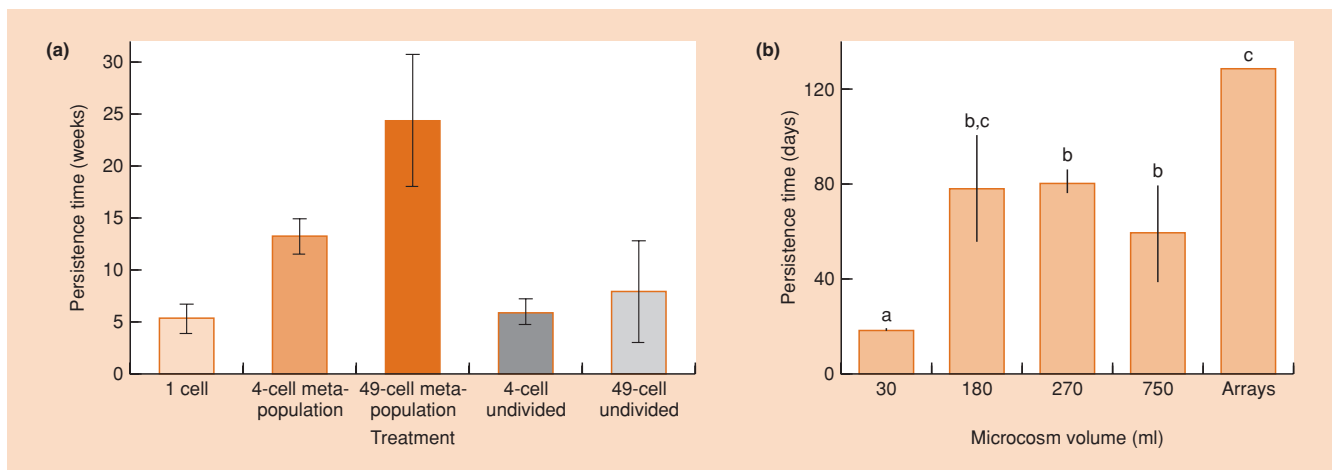 (a)
Persistence time (weeks)
30
25
20
15
10
5
0
1 cell
4-cell meta-
population
49-cell meta-
population
4-cell
undivided
49-cell
undivided
Treatment
(b)
Persistence time (days)
120
80
40
0
a
b,c
b
b
c
30
180
270
750
Arrays
Microcosm volume (ml)